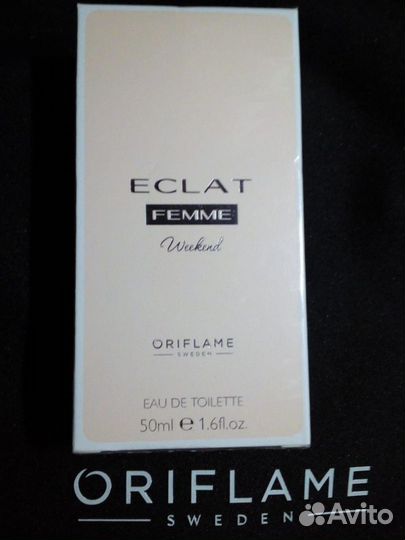 ECLAT
FEMME
Weekend
ORIFLAME
SWEDEN
EAU DE TOILETTE
50ml e 1.6fl.oz.
ORIFLAME
SWEDEN
Avito